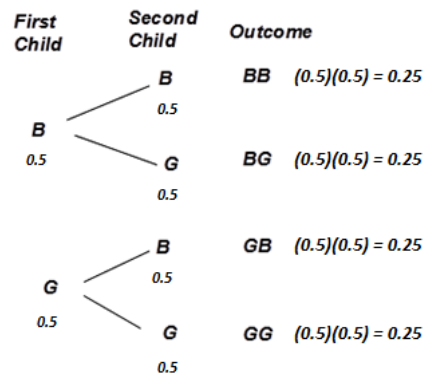 First Child
Second Child
Outcome
B
0.5
B
0.5
BB (0.5)(0.5) = 0.25
G
0.5
BG (0.5)(0.5) = 0.25
G
0.5
B
0.5
GB (0.5)(0.5) = 0.25
G
0.5
GG (0.5)(0.5) = 0.25